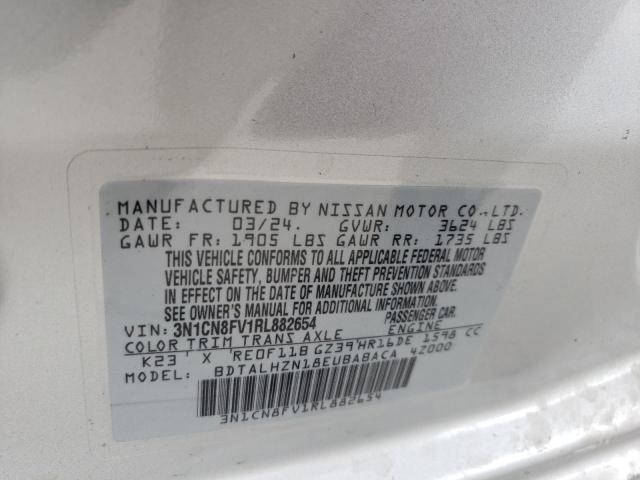 MANUFACTURED BY NISSAN MOTOR CO.,LTD.
DATE: 03/24. GVWR: 3624 LBS
GAWR FR: 1905 LBS GAWR RR: 1735 LBS
THIS VEHICLE CONFORMS TO ALL APPLICABLE FEDERAL MOTOR
VEHICLE SAFETY, BUMPER AND THEFT PREVENTION STANDARDS
IN EFFECT ON THE DATE OF MANUFACTURE SHOWN ABOVE.
SEE OWNER'S MANUAL FOR ADDITIONAL INFORMATION.
VIN: 3N1CN8FV1RL882654 PASSENGER CAR.
COLOR TRIM TRANS AXLE ENGINE
K23 X RE0F11B GZ39 HR16DE 1598 CC
MODEL: BDTALHZN18EUBABACA 42000
3N1CN8FV1RL882654